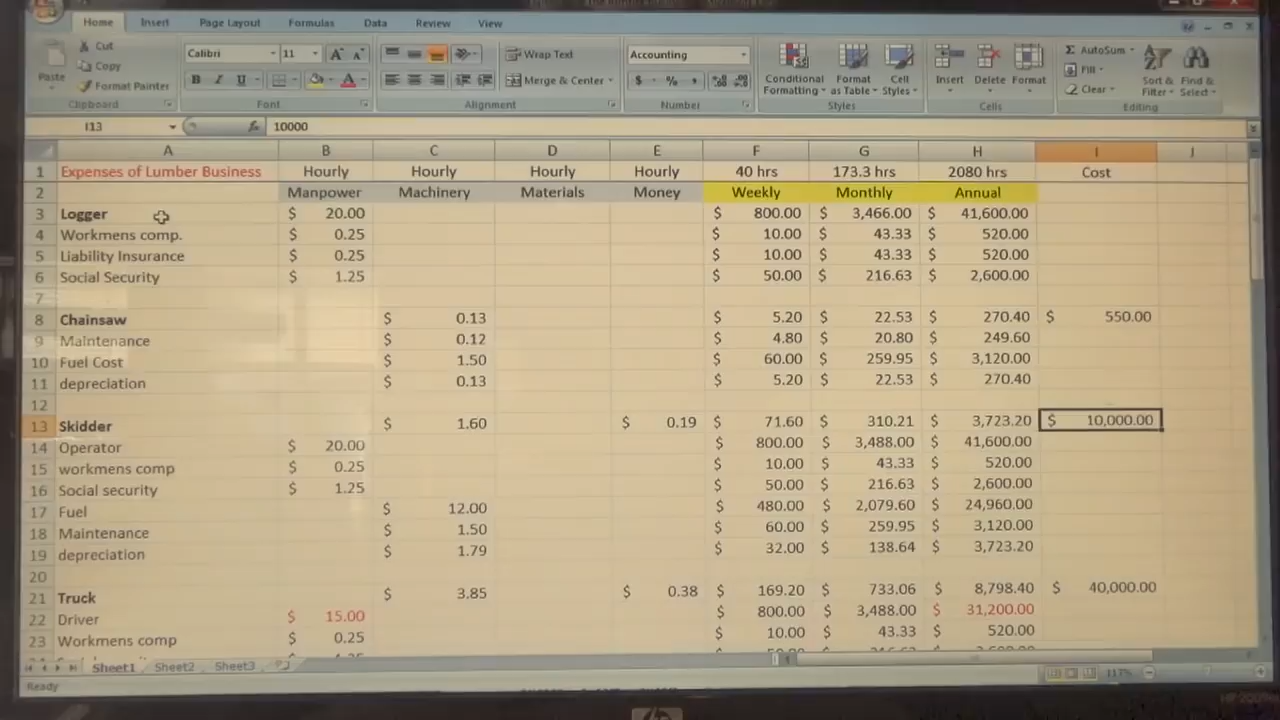 Home Insert Page Layout Formulas Data Review View
Cut
Copy
Format Painter
Paste
Clipboard
Calibri 11
B I U
Font
Wrap Text
Merge & Center
Alignment
Accounting
$ % ,
Number
Conditional Formatting
Format as Table
Cell Styles
Styles
Insert Delete Format
Cells
AutoSum
Fill
Clear
Sort & Filter
Find & Select
Editing
I13 fx 10000
A B C D E F G H I J
1 Expenses of Lumber Business Hourly Hourly Hourly Hourly 40 hrs 173.3 hrs 2080 hrs Cost
2 Manpower Machinery Materials Money Weekly Monthly Annual
3 Logger $ 20.00 $ 800.00 $ 3,466.00 $ 41,600.00
4 Workmens comp. $ 0.25 $ 10.00 $ 43.33 $ 520.00
5 Liability Insurance $ 0.25 $ 10.00 $ 43.33 $ 520.00
6 Social Security $ 1.25 $ 50.00 $ 216.63 $ 2,600.00
7
8 Chainsaw $ 0.13 $ 5.20 $ 22.53 $ 270.40 $ 550.00
9 Maintenance $ 0.12 $ 4.80 $ 20.80 $ 249.60
10 Fuel Cost $ 1.50 $ 60.00 $ 259.95 $ 3,120.00
11 depreciation $ 0.13 $ 5.20 $ 22.53 $ 270.40
12
13 Skidder $ 1.60 $ 0.19 $ 71.60 $ 310.21 $ 3,723.20 $ 10,000.00
14 Operator $ 20.00 $ 800.00 $ 3,488.00 $ 41,600.00
15 workmens comp $ 0.25 $ 10.00 $ 43.33 $ 520.00
16 Social security $ 1.25 $ 50.00 $ 216.63 $ 2,600.00
17 Fuel $ 12.00 $ 480.00 $ 2,079.60 $ 24,960.00
18 Maintenance $ 1.50 $ 60.00 $ 259.95 $ 3,120.00
19 depreciation $ 1.79 $ 32.00 $ 138.64 $ 3,723.20
20
21 Truck $ 3.85 $ 0.38 $ 169.20 $ 733.06 $ 8,798.40 $ 40,000.00
22 Driver $ 15.00 $ 800.00 $ 3,488.00 $ 31,200.00
23 Workmens comp $ 0.25 $ 10.00 $ 43.33 $ 520.00
Sheet1 Sheet2 Sheet3
Ready 117%
hp